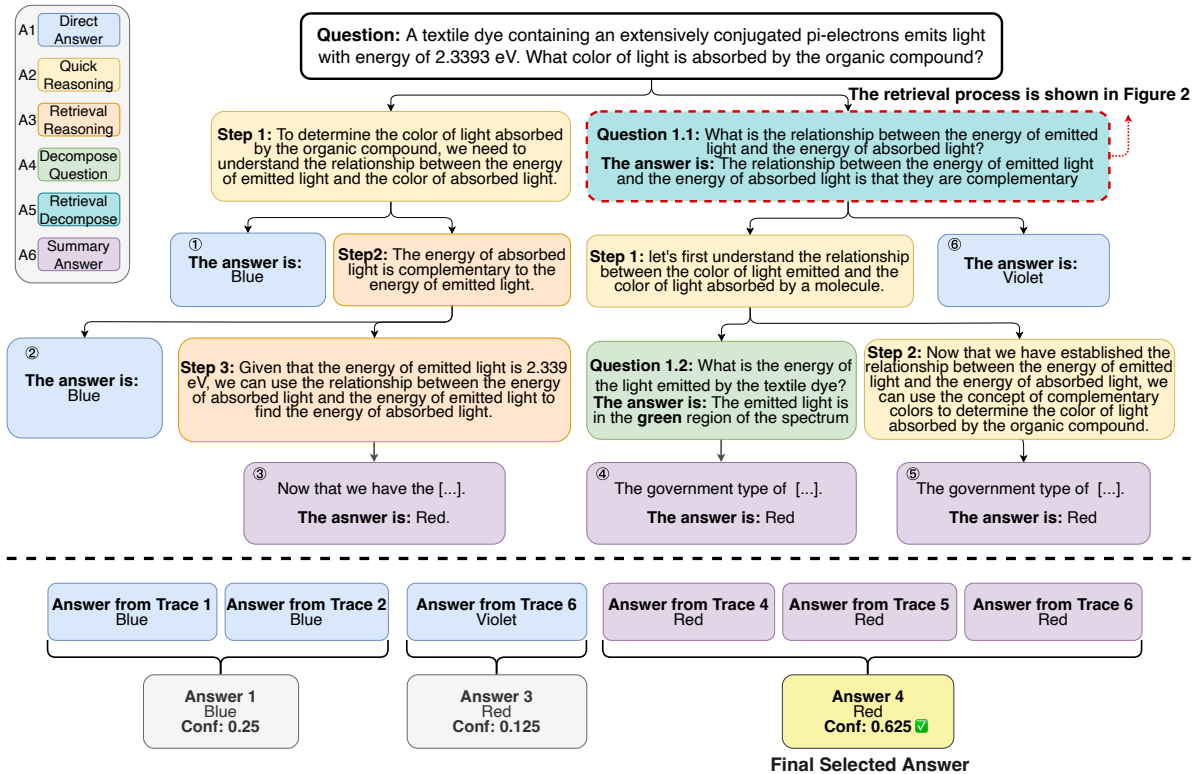 A1 Direct
Answer
A2 Quick
Reasoning
A3 Retrieval
Reasoning
A4 Decompose
Question
A5 Retrieval
Decompose
A6 Summary
Answer
Question: A textile dye containing an extensively conjugated pi-electrons emits light
with energy of 2.3393 eV. What color of light is absorbed by the organic compound?
The retrieval process is shown in Figure 2
Step 1: To determine the color of light absorbed
by the organic compound, we need to
understand the relationship between the energy
of emitted light and the color of absorbed light.
Question 1.1: What is the relationship between the energy of emitted
light and the energy of absorbed light?
The answer is: The relationship between the energy of emitted light
and the energy of absorbed light is that they are complementary
①
The answer is:
Blue
Step2: The energy of absorbed
light is complementary to the
energy of emitted light.
Step 1: let's first understand the relationship
between the color of light emitted and the
color of light absorbed by a molecule.
⑥
The answer is:
Violet
②
The answer is:
Blue
Step 3: Given that the energy of emitted light is 2.339
eV, we can use the relationship between the energy
of absorbed light and the energy of emitted light to
find the energy of absorbed light.
Question 1.2: What is the energy of
the light emitted by the textile dye?
The answer is: The emitted light is
in the green region of the spectrum
Step 2: Now that we have established the
relationship between the energy of emitted
light and the energy of absorbed light, we
can use the concept of complementary
colors to determine the color of light
absorbed by the organic compound.
③
Now that we have the [...].
The asnwer is: Red.
④
The government type of [...].
The answer is: Red
⑤
The government type of [...].
The answer is: Red
Answer from Trace 1
Blue
Answer from Trace 2
Blue
Answer from Trace 6
Violet
Answer from Trace 4
Red
Answer from Trace 5
Red
Answer from Trace 6
Red
Answer 1
Blue
Conf: 0.25
Answer 3
Red
Conf: 0.125
Answer 4
Red
Conf: 0.625 ✅
Final Selected Answer